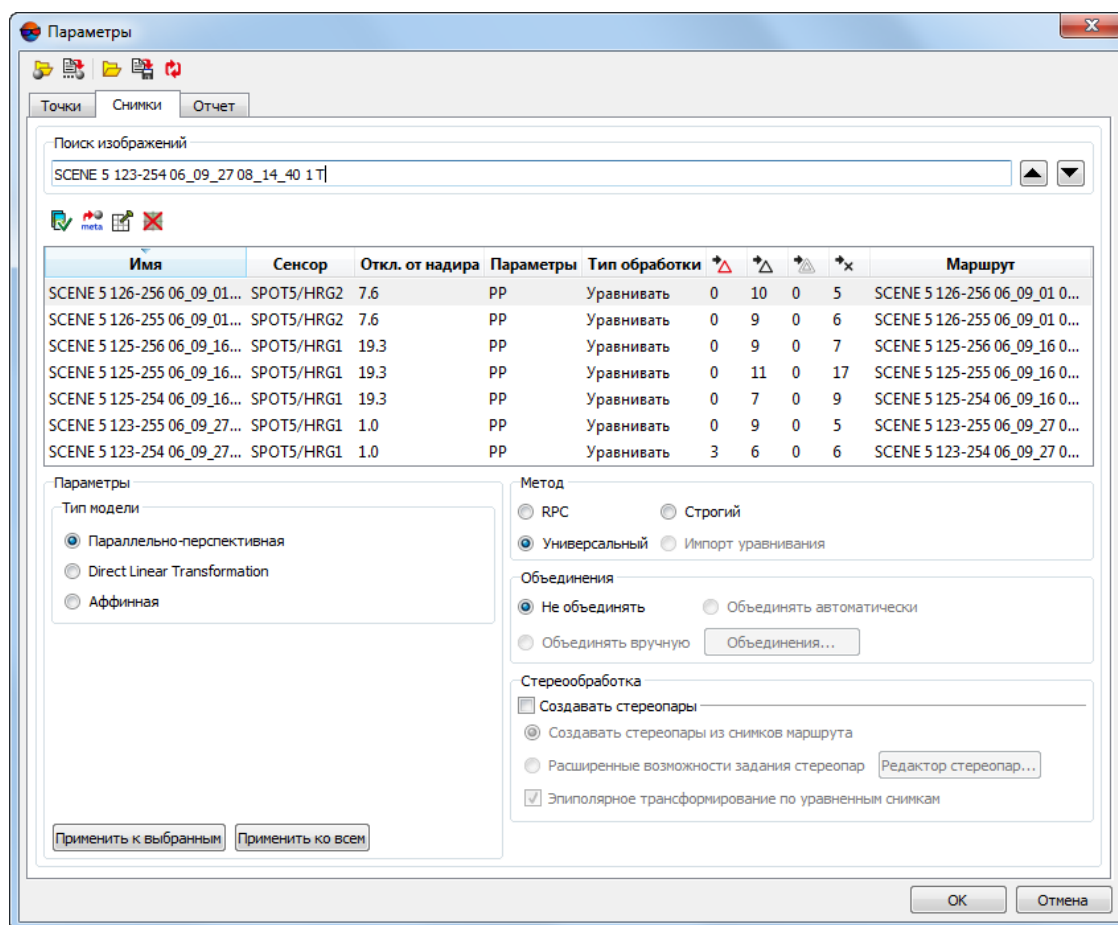 Параметры
Точки Снимки Отчет
Поиск изображений
SCENE 5 123-254 06_09_27 08_14_40 1 T
meta
Имя Сенсор Откл. от надира Параметры Тип обработки Маршрут
SCENE 5 126-256 06_09_01... SPOT5/HRG2 7.6 PP Уравнивать 0 10 0 5 SCENE 5 126-256 06_09_01 0...
SCENE 5 126-255 06_09_01... SPOT5/HRG2 7.6 PP Уравнивать 0 9 0 6 SCENE 5 126-255 06_09_01 0...
SCENE 5 125-256 06_09_16... SPOT5/HRG1 19.3 PP Уравнивать 0 9 0 7 SCENE 5 125-256 06_09_16 0...
SCENE 5 125-255 06_09_16... SPOT5/HRG1 19.3 PP Уравнивать 0 11 0 17 SCENE 5 125-255 06_09_16 0...
SCENE 5 125-254 06_09_16... SPOT5/HRG1 19.3 PP Уравнивать 0 7 0 9 SCENE 5 125-254 06_09_16 0...
SCENE 5 123-255 06_09_27... SPOT5/HRG1 1.0 PP Уравнивать 0 9 0 5 SCENE 5 123-255 06_09_27 0...
SCENE 5 123-254 06_09_27... SPOT5/HRG1 1.0 PP Уравнивать 3 6 0 6 SCENE 5 123-254 06_09_27 0...
Параметры
Тип модели
Параллельно-перспективная
Direct Linear Transformation
Аффинная
Применить к выбранным Применить ко всем
Метод
RPC Строгий
Универсальный Импорт уравнивания
Объединения
Не объединять Объединять автоматически
Объединять вручную Объединения...
Стереообработка
Создавать стереопары
Создавать стереопары из снимков маршрута
Расширенные возможности задания стереопар Редактор стереопар...
Эпиполярное трансформирование по уравненным снимкам
OK Отмена